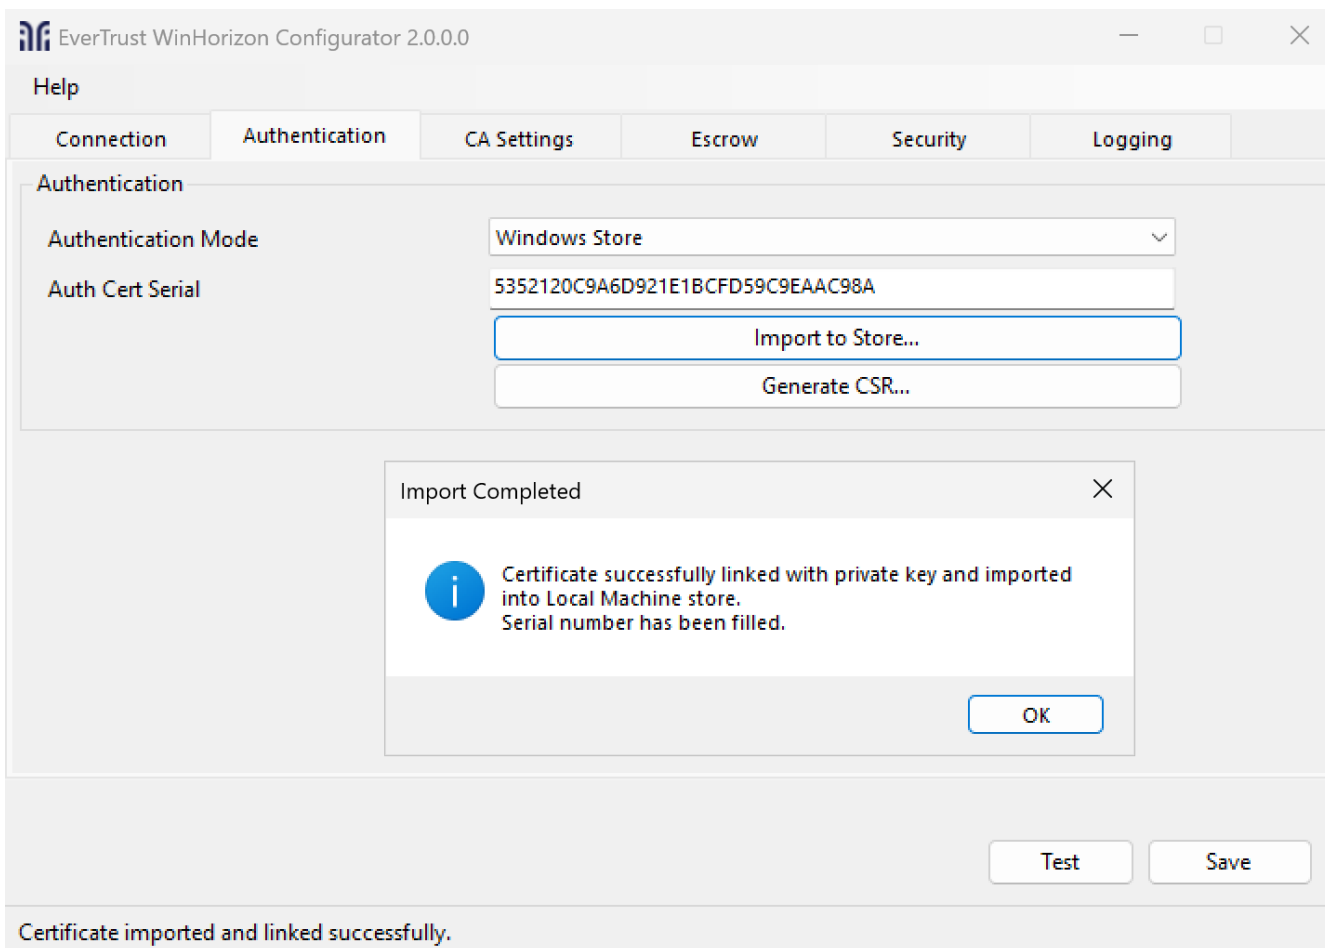 EverTrust WinHorizon Configurator 2.0.0.0
Help
Connection Authentication CA Settings Escrow Security Logging
Authentication
Authentication Mode Windows Store
Auth Cert Serial 5352120C9A6D921E1BCFD59C9EAAC98A
Import to Store...
Generate CSR...
Import Completed
Certificate successfully linked with private key and imported
into Local Machine store.
Serial number has been filled.
OK
Test Save
Certificate imported and linked successfully.